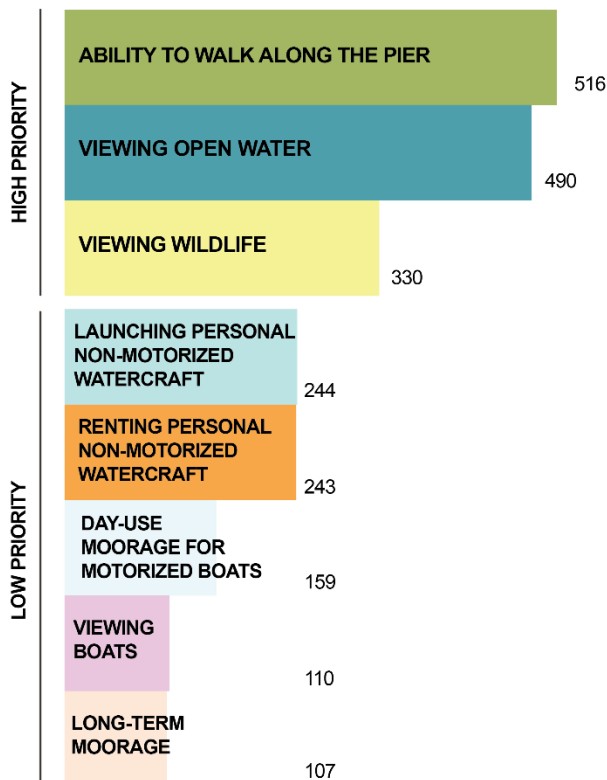 HIGH PRIORITY
ABILITY TO WALK ALONG THE PIER
516
VIEWING OPEN WATER
490
VIEWING WILDLIFE
330
LOW PRIORITY
LAUNCHING PERSONAL
NON-MOTORIZED
WATERCRAFT
244
RENTING PERSONAL
NON-MOTORIZED
WATERCRAFT
243
DAY-USE
MOORAGE FOR
MOTORIZED BOATS
159
VIEWING
BOATS
110
LONG-TERM
MOORAGE
107